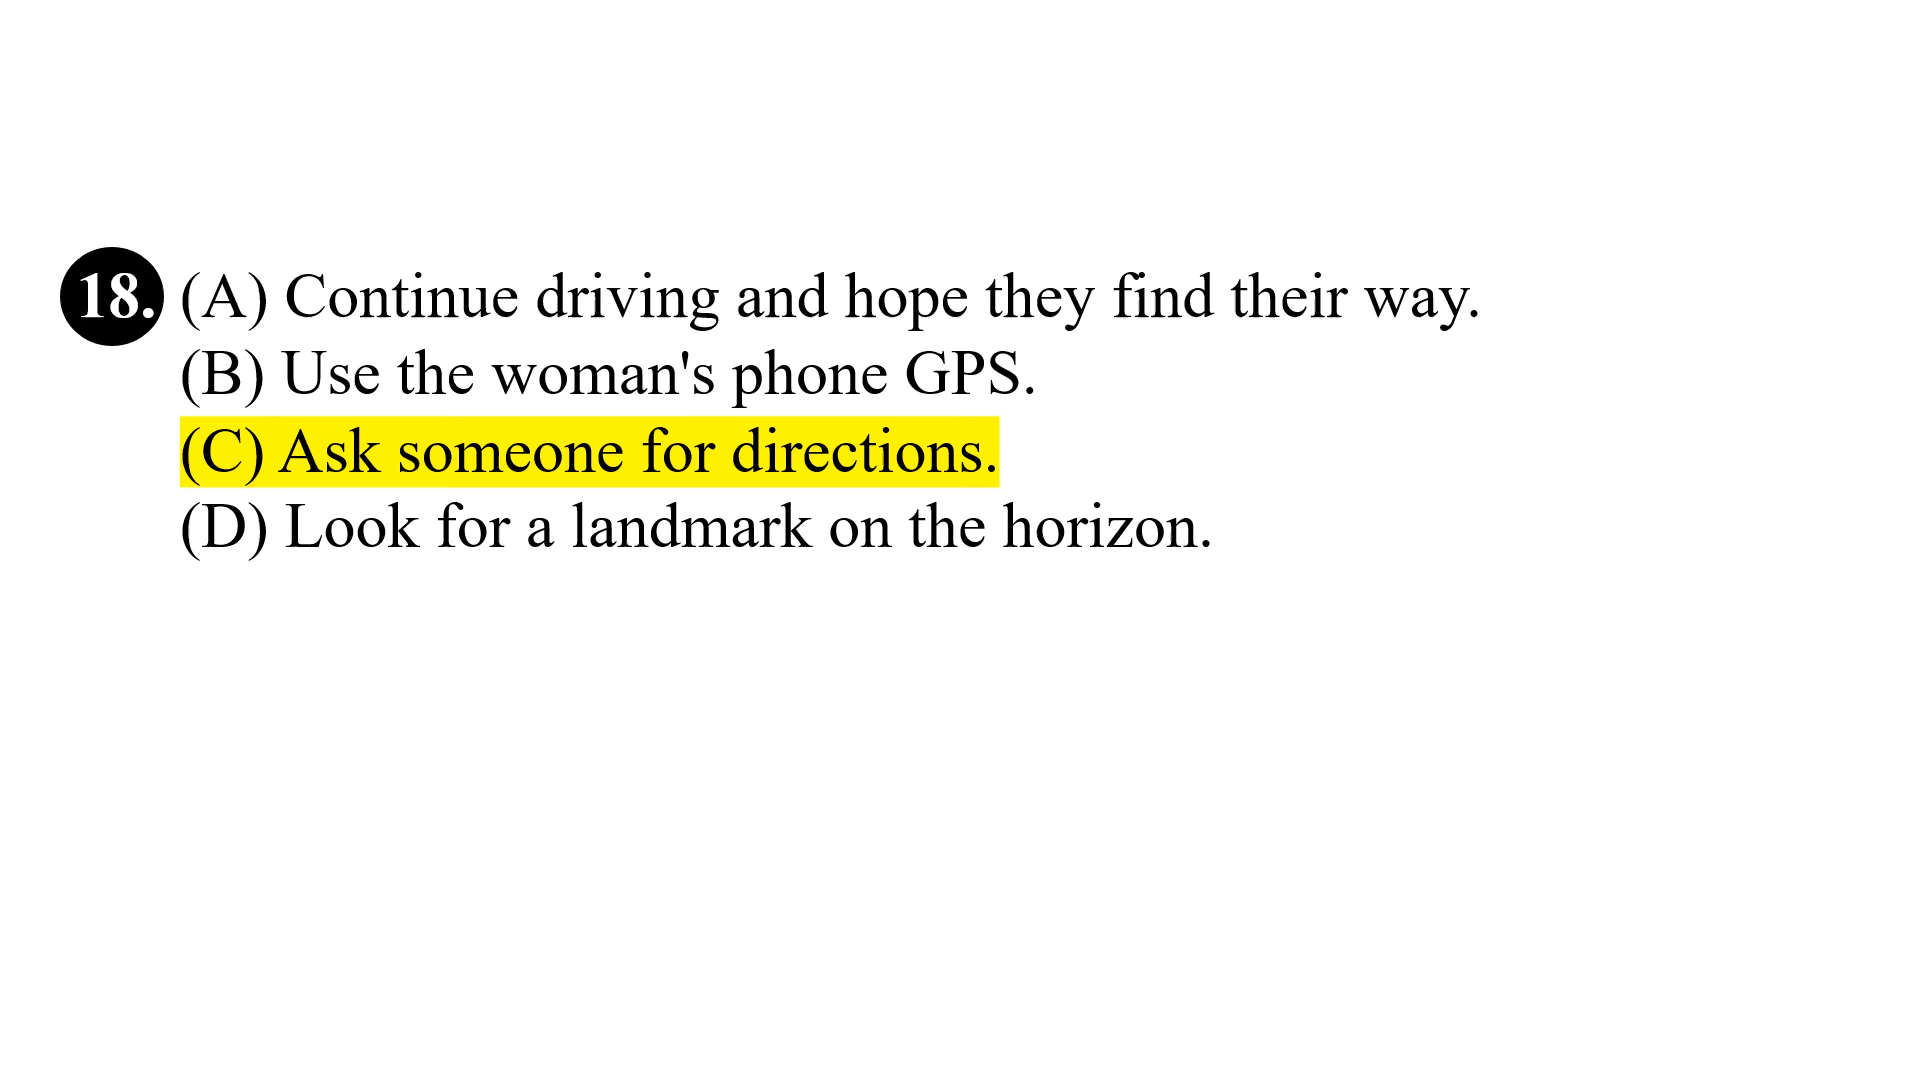 18. (A) Continue driving and hope they find their way.
(B) Use the woman's phone GPS.
(C) Ask someone for directions.
(D) Look for a landmark on the horizon.